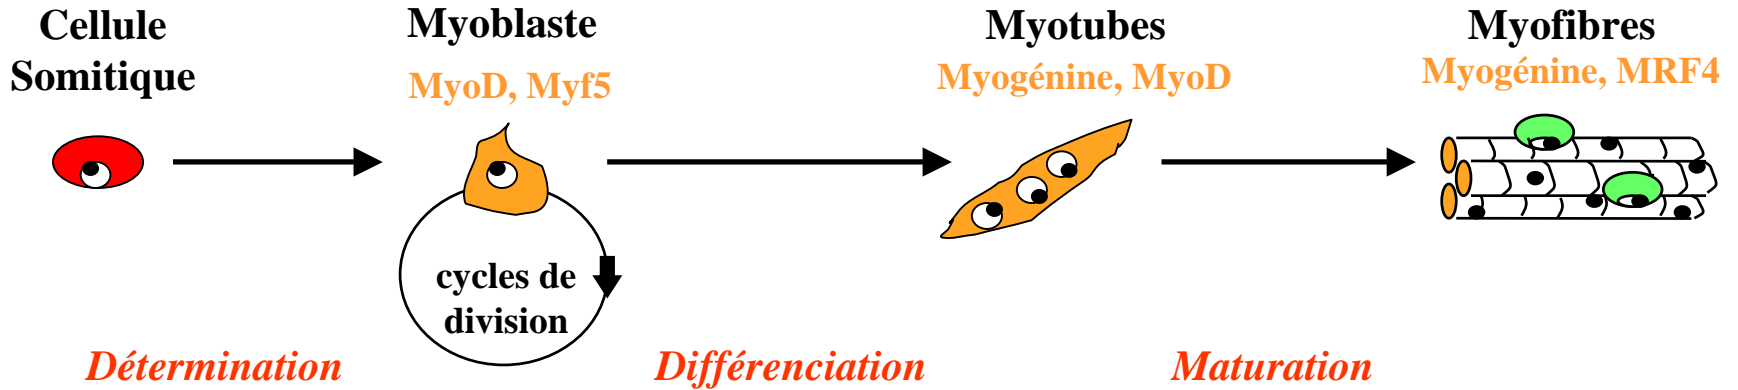 Cellule
Somitique
Myoblaste
MyoD, Myf5
Myotubes
Myogénine, MyoD
Myofibres
Myogénine, MRF4
cycles de
division
Détermination
Différenciation
Maturation